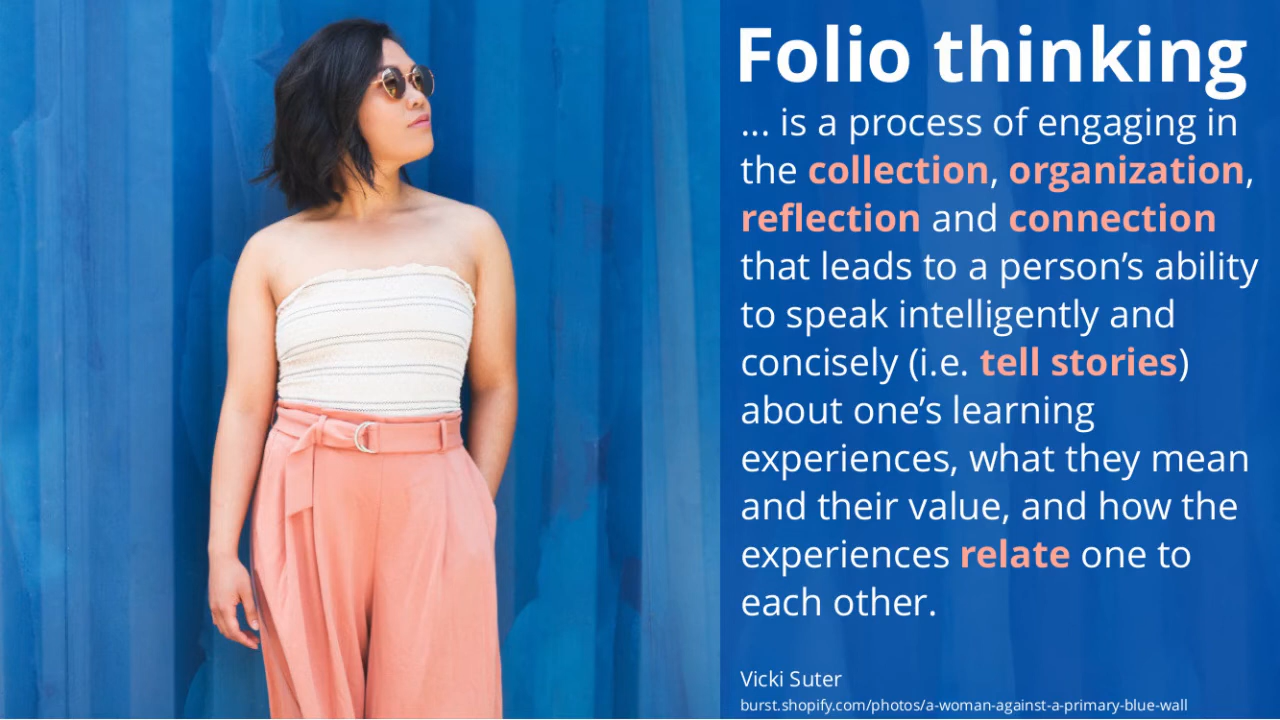 Folio thinking
... is a process of engaging in
the collection, organization,
reflection and connection
that leads to a person’s ability
to speak intelligently and
concisely (i.e. tell stories)
about one’s learning
experiences, what they mean
and their value, and how the
experiences relate one to
each other.
Vicki Suter
burst.shopify.com/photos/a-woman-against-a-primary-blue-wall